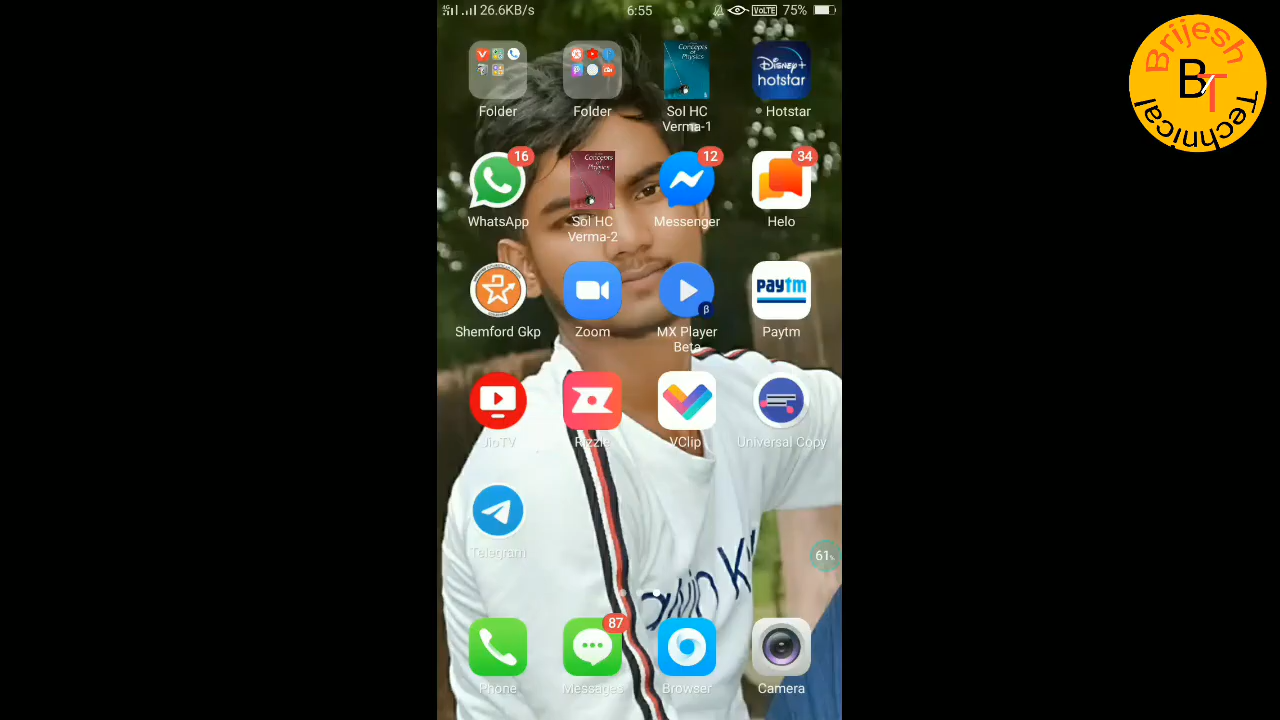 26.6KB/s 6:55 VoLTE 75%
Brijesh
BT
Technical
Folder Folder Sol HC Verma-1 Hotstar
Concepts of Physics
Disney+ hotstar
16 12 34
Concepts of Physics
WhatsApp Sol HC Verma-2 Messenger Helo
paytm
β
Shemford Gkp Zoom MX Player Beta Paytm
JioTV Rizzle VClip Universal Copy
Telegram
61%
87
Phone Messages Browser Camera